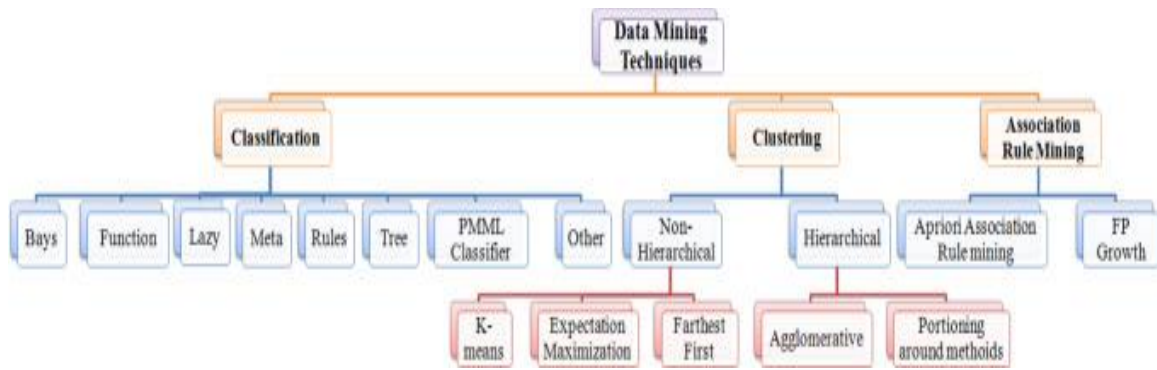 Data Mining
Techniques
Classification
Clustering
Association
Rule Mining
Bays
Function
Lazy
Meta
Rules
Tree
PMML
Classifier
Other
Non-
Hierarchical
Hierarchical
Apriori Association
Rule mining
FP
Growth
K-
means
Expectation
Maximization
Farthest
First
Agglomerative
Portioning
around methoids